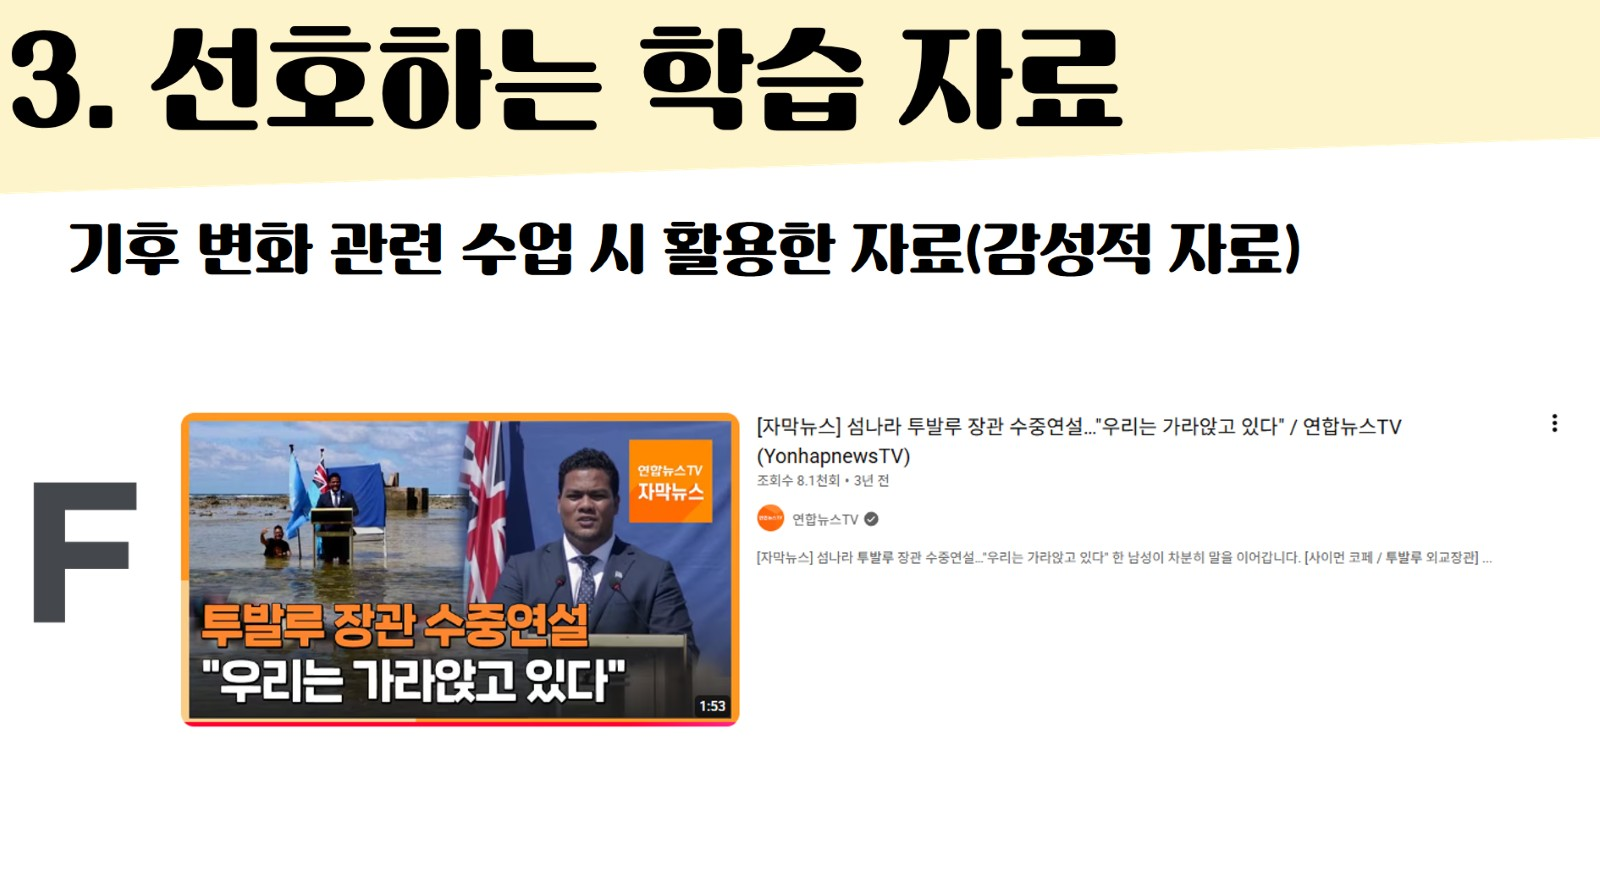 3. 선호하는 학습 자료
기후 변화 관련 수업 시 활용한 자료(감성적 자료)
F
연합뉴스TV
자막뉴스
투발루 장관 수중연설
"우리는 가라앉고 있다"
1:53
[자막뉴스] 섬나라 투발루 장관 수중연설…"우리는 가라앉고 있다" / 연합뉴스TV
(YonhapnewsTV)
조회수 8.1천회 • 3년 전
연합뉴스TV
연합뉴스TV
[자막뉴스] 섬나라 투발루 장관 수중연설…"우리는 가라앉고 있다" 한 남성이 차분히 말을 이어갑니다. [사이먼 코페 / 투발루 외교장관] ...